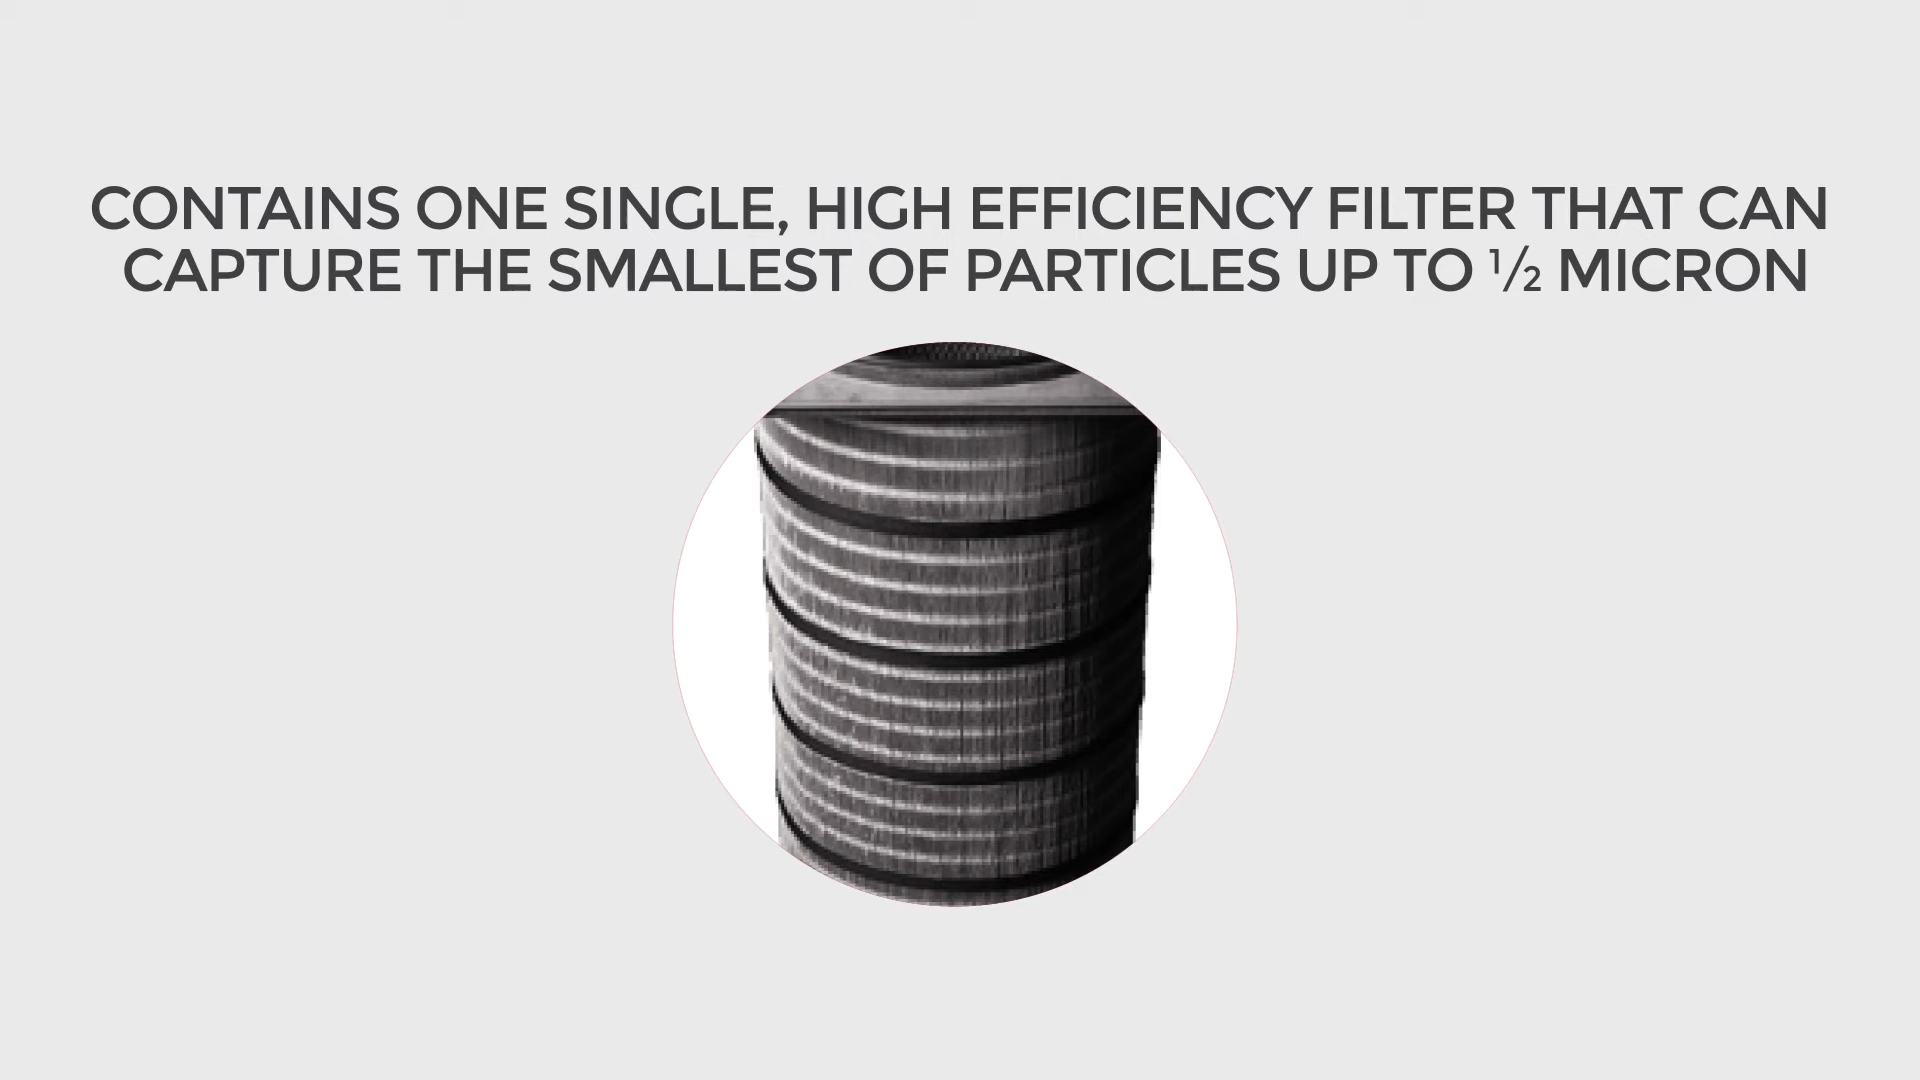 CONTAINS ONE SINGLE, HIGH EFFICIENCY FILTER THAT CAN
CAPTURE THE SMALLEST OF PARTICLES UP TO ½ MICRON